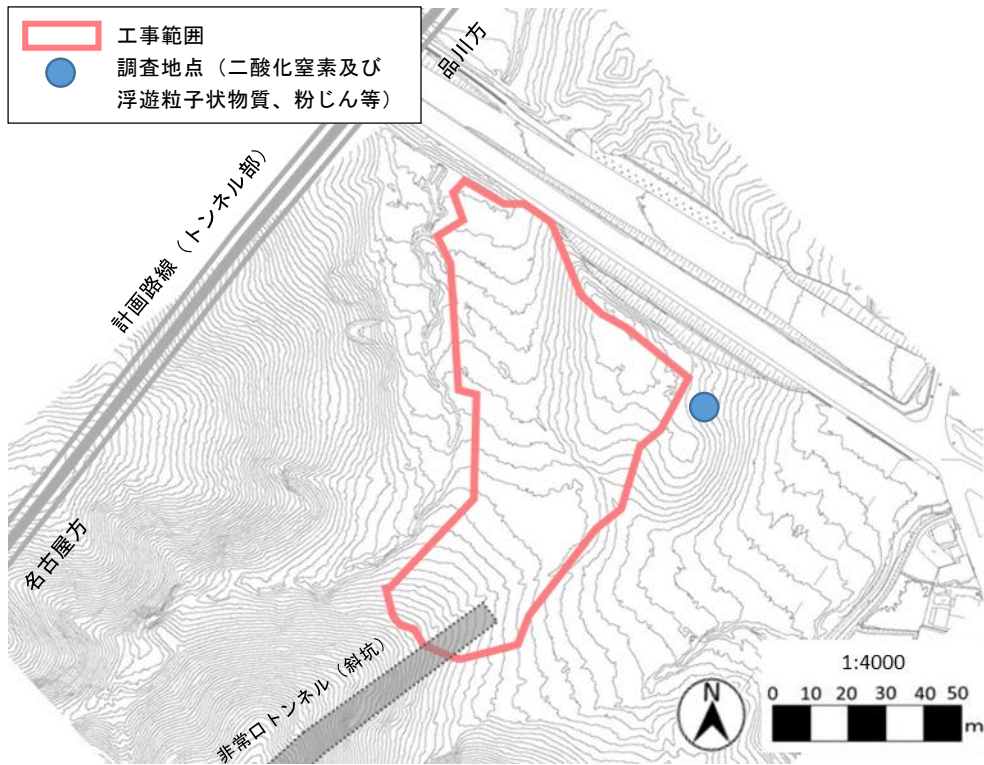 工事範囲
調査地点（二酸化窒素及び
浮遊粒子状物質、粉じん等）
品川方
計画路線（トンネル部）
名古屋方
非常口トンネル（斜坑）
N
1:4000
0 10 20 30 40 50
m